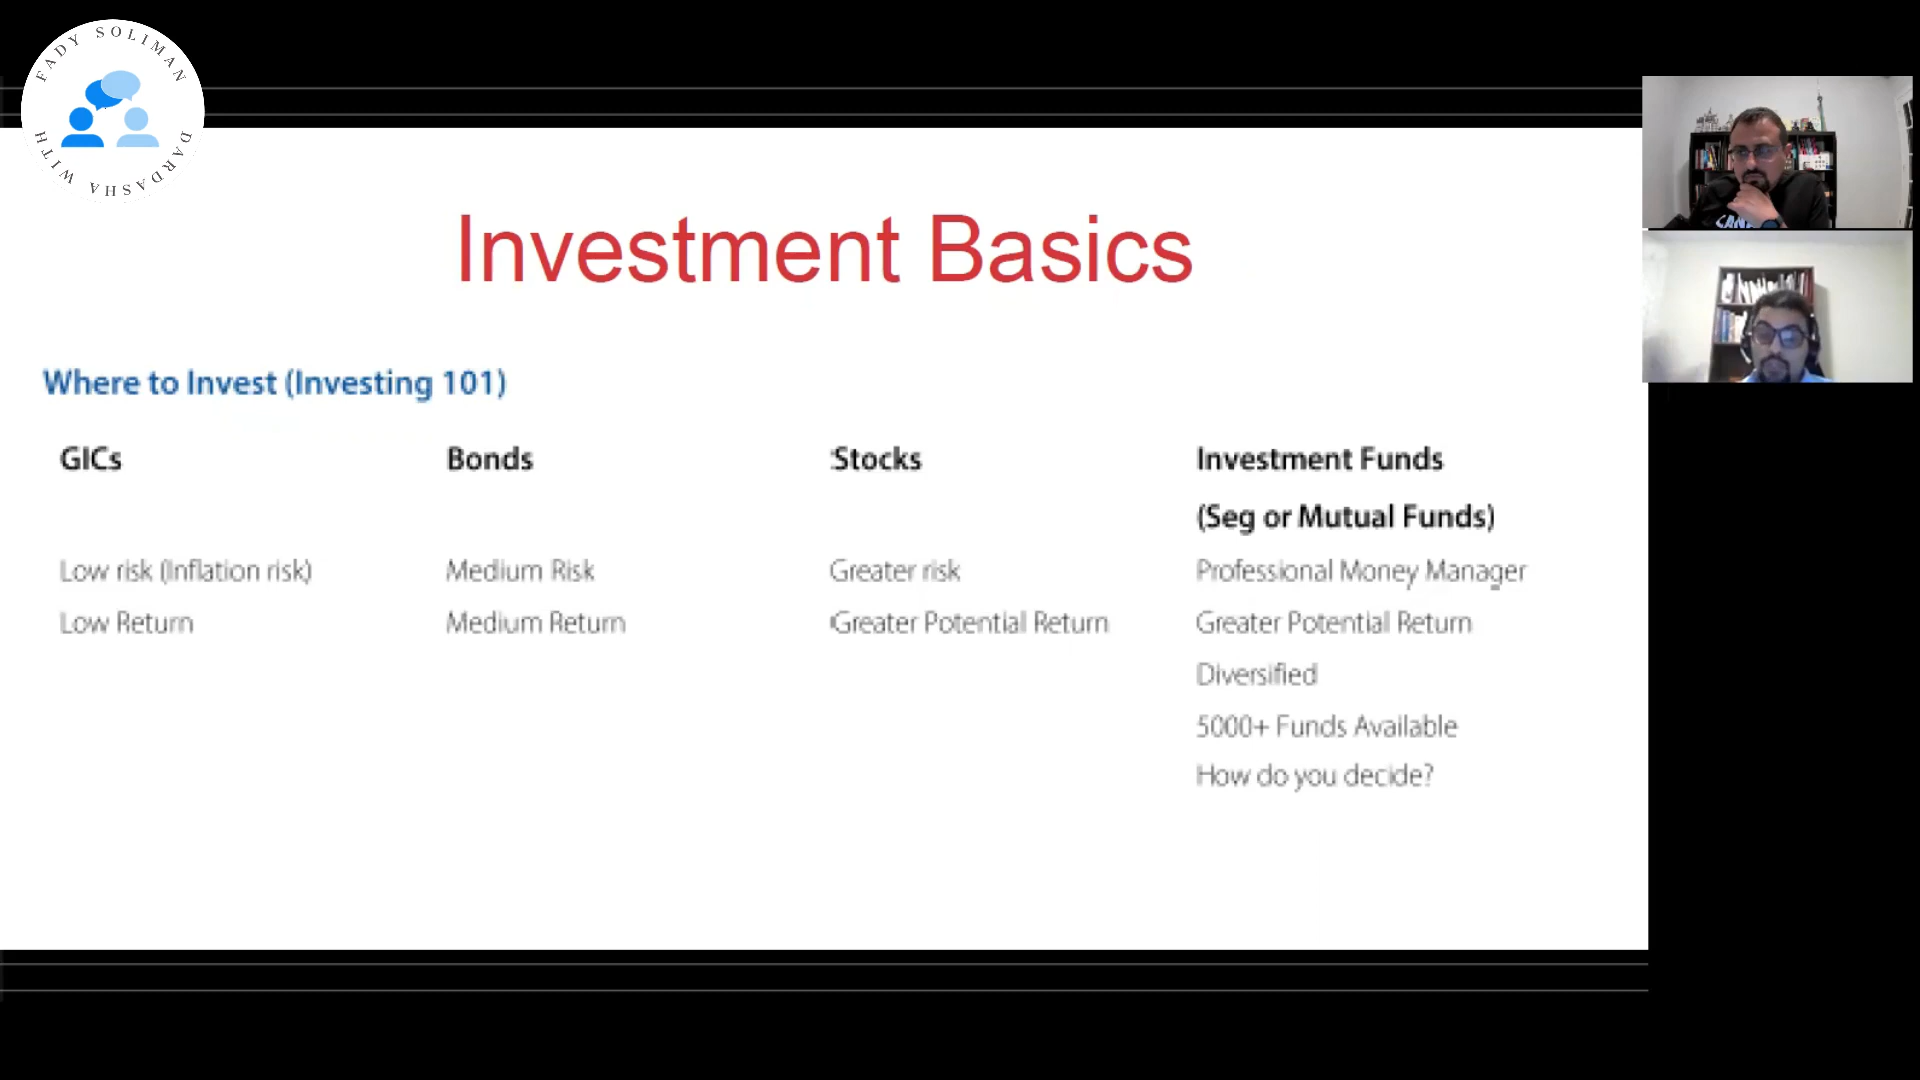 FADY SOLIMAN
DARDASHA WITH
Investment Basics
Where to Invest (Investing 101)
GICs
Low risk (Inflation risk)
Low Return
Bonds
Medium Risk
Medium Return
Stocks
Greater risk
Greater Potential Return
Investment Funds
(Seg or Mutual Funds)
Professional Money Manager
Greater Potential Return
Diversified
5000+ Funds Available
How do you decide?